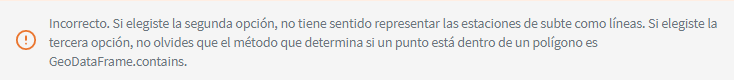 Incorrecto. Si elegiste la segunda opción, no tiene sentido representar las estaciones de subte como líneas. Si elegiste la
tercera opción, no olvides que el método que determina si un punto está dentro de un polígono es
GeoDataFrame.contains.